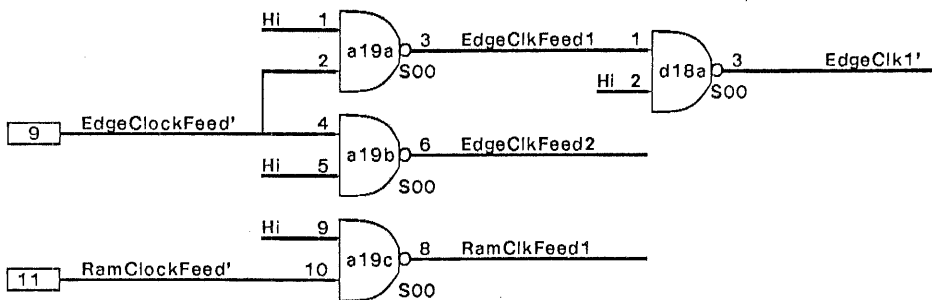 Hi 1
a19a
3 EdgeClkFeed1
1
2
S00
d18a
3 EdgeClk1'
Hi 2
S00
9 EdgeClockFeed'
4
a19b
6 EdgeClkFeed2
Hi 5
S00
Hi 9
a19c
8 RamClkFeed1
11 RamClockFeed'
10
S00